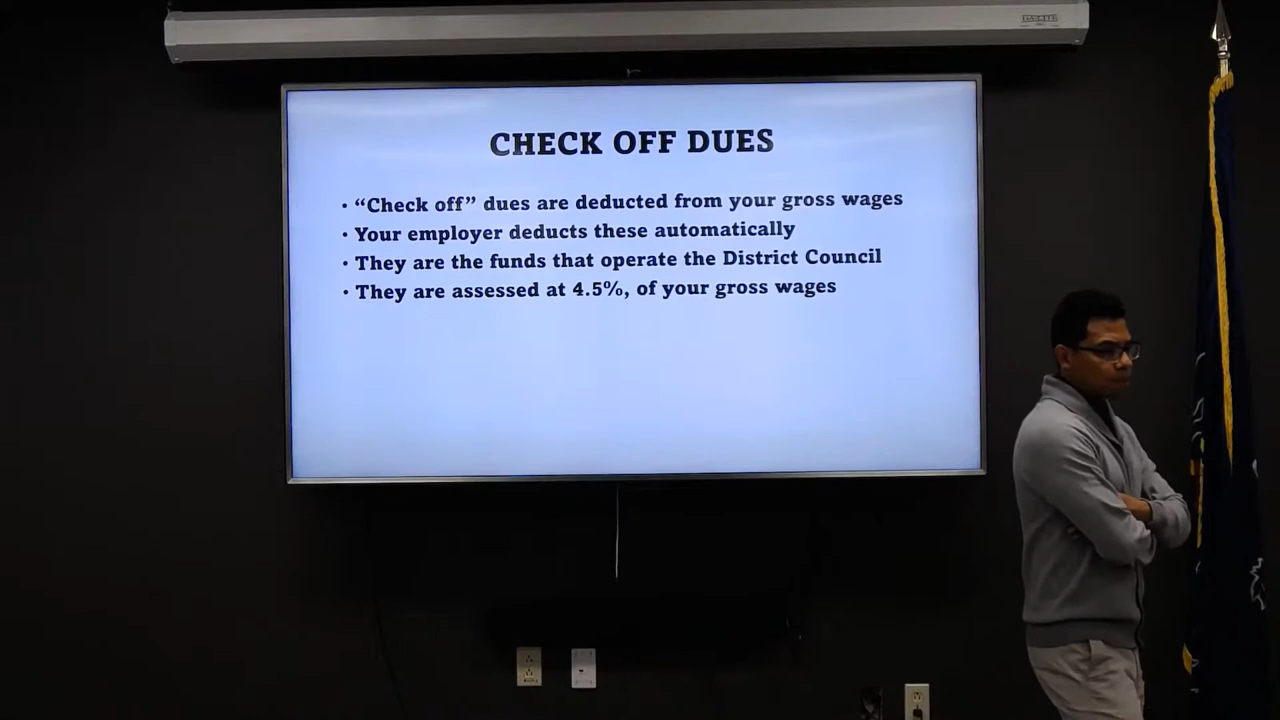 CHECK OFF DUES
• “Check off” dues are deducted from your gross wages
• Your employer deducts these automatically
• They are the funds that operate the District Council
• They are assessed at 4.5%, of your gross wages